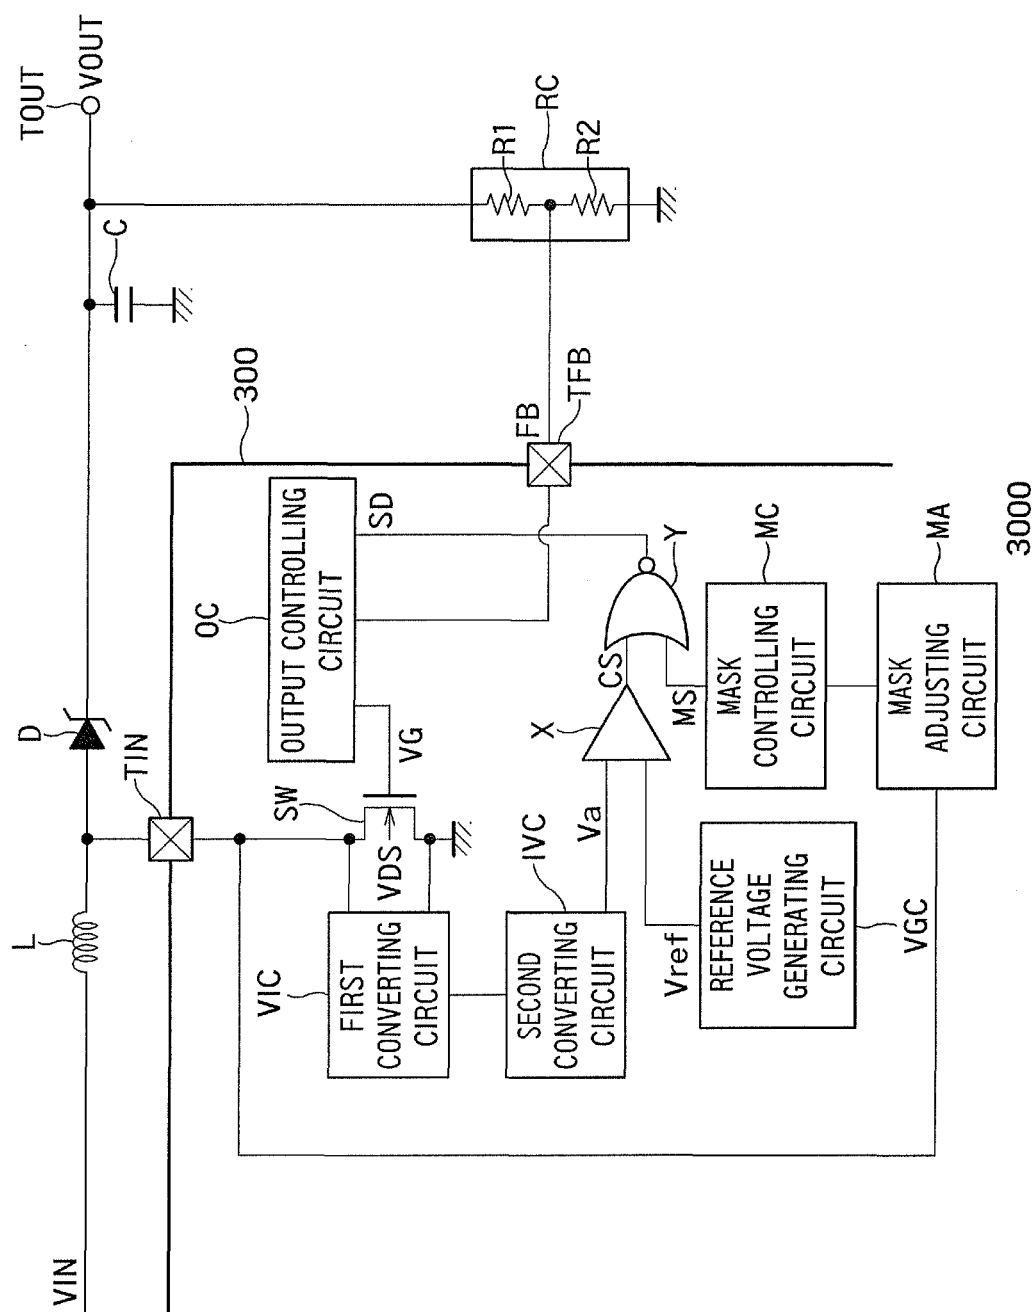 TOUT
VOUT
VIN
L
D
C
TIN
300
RC
R1
R2
OC
OUTPUT CONTROLLING
CIRCUIT
SD
FB
TFB
VG
SW
VDS
VIC
FIRST
CONVERTING
CIRCUIT
IVC
SECOND
CONVERTING
CIRCUIT
Va
X
CS
Y
MS
Vref
REFERENCE
VOLTAGE
GENERATING
CIRCUIT
VGC
MASK
CONTROLLING
CIRCUIT
MC
MASK
ADJUSTING
CIRCUIT
MA
3000